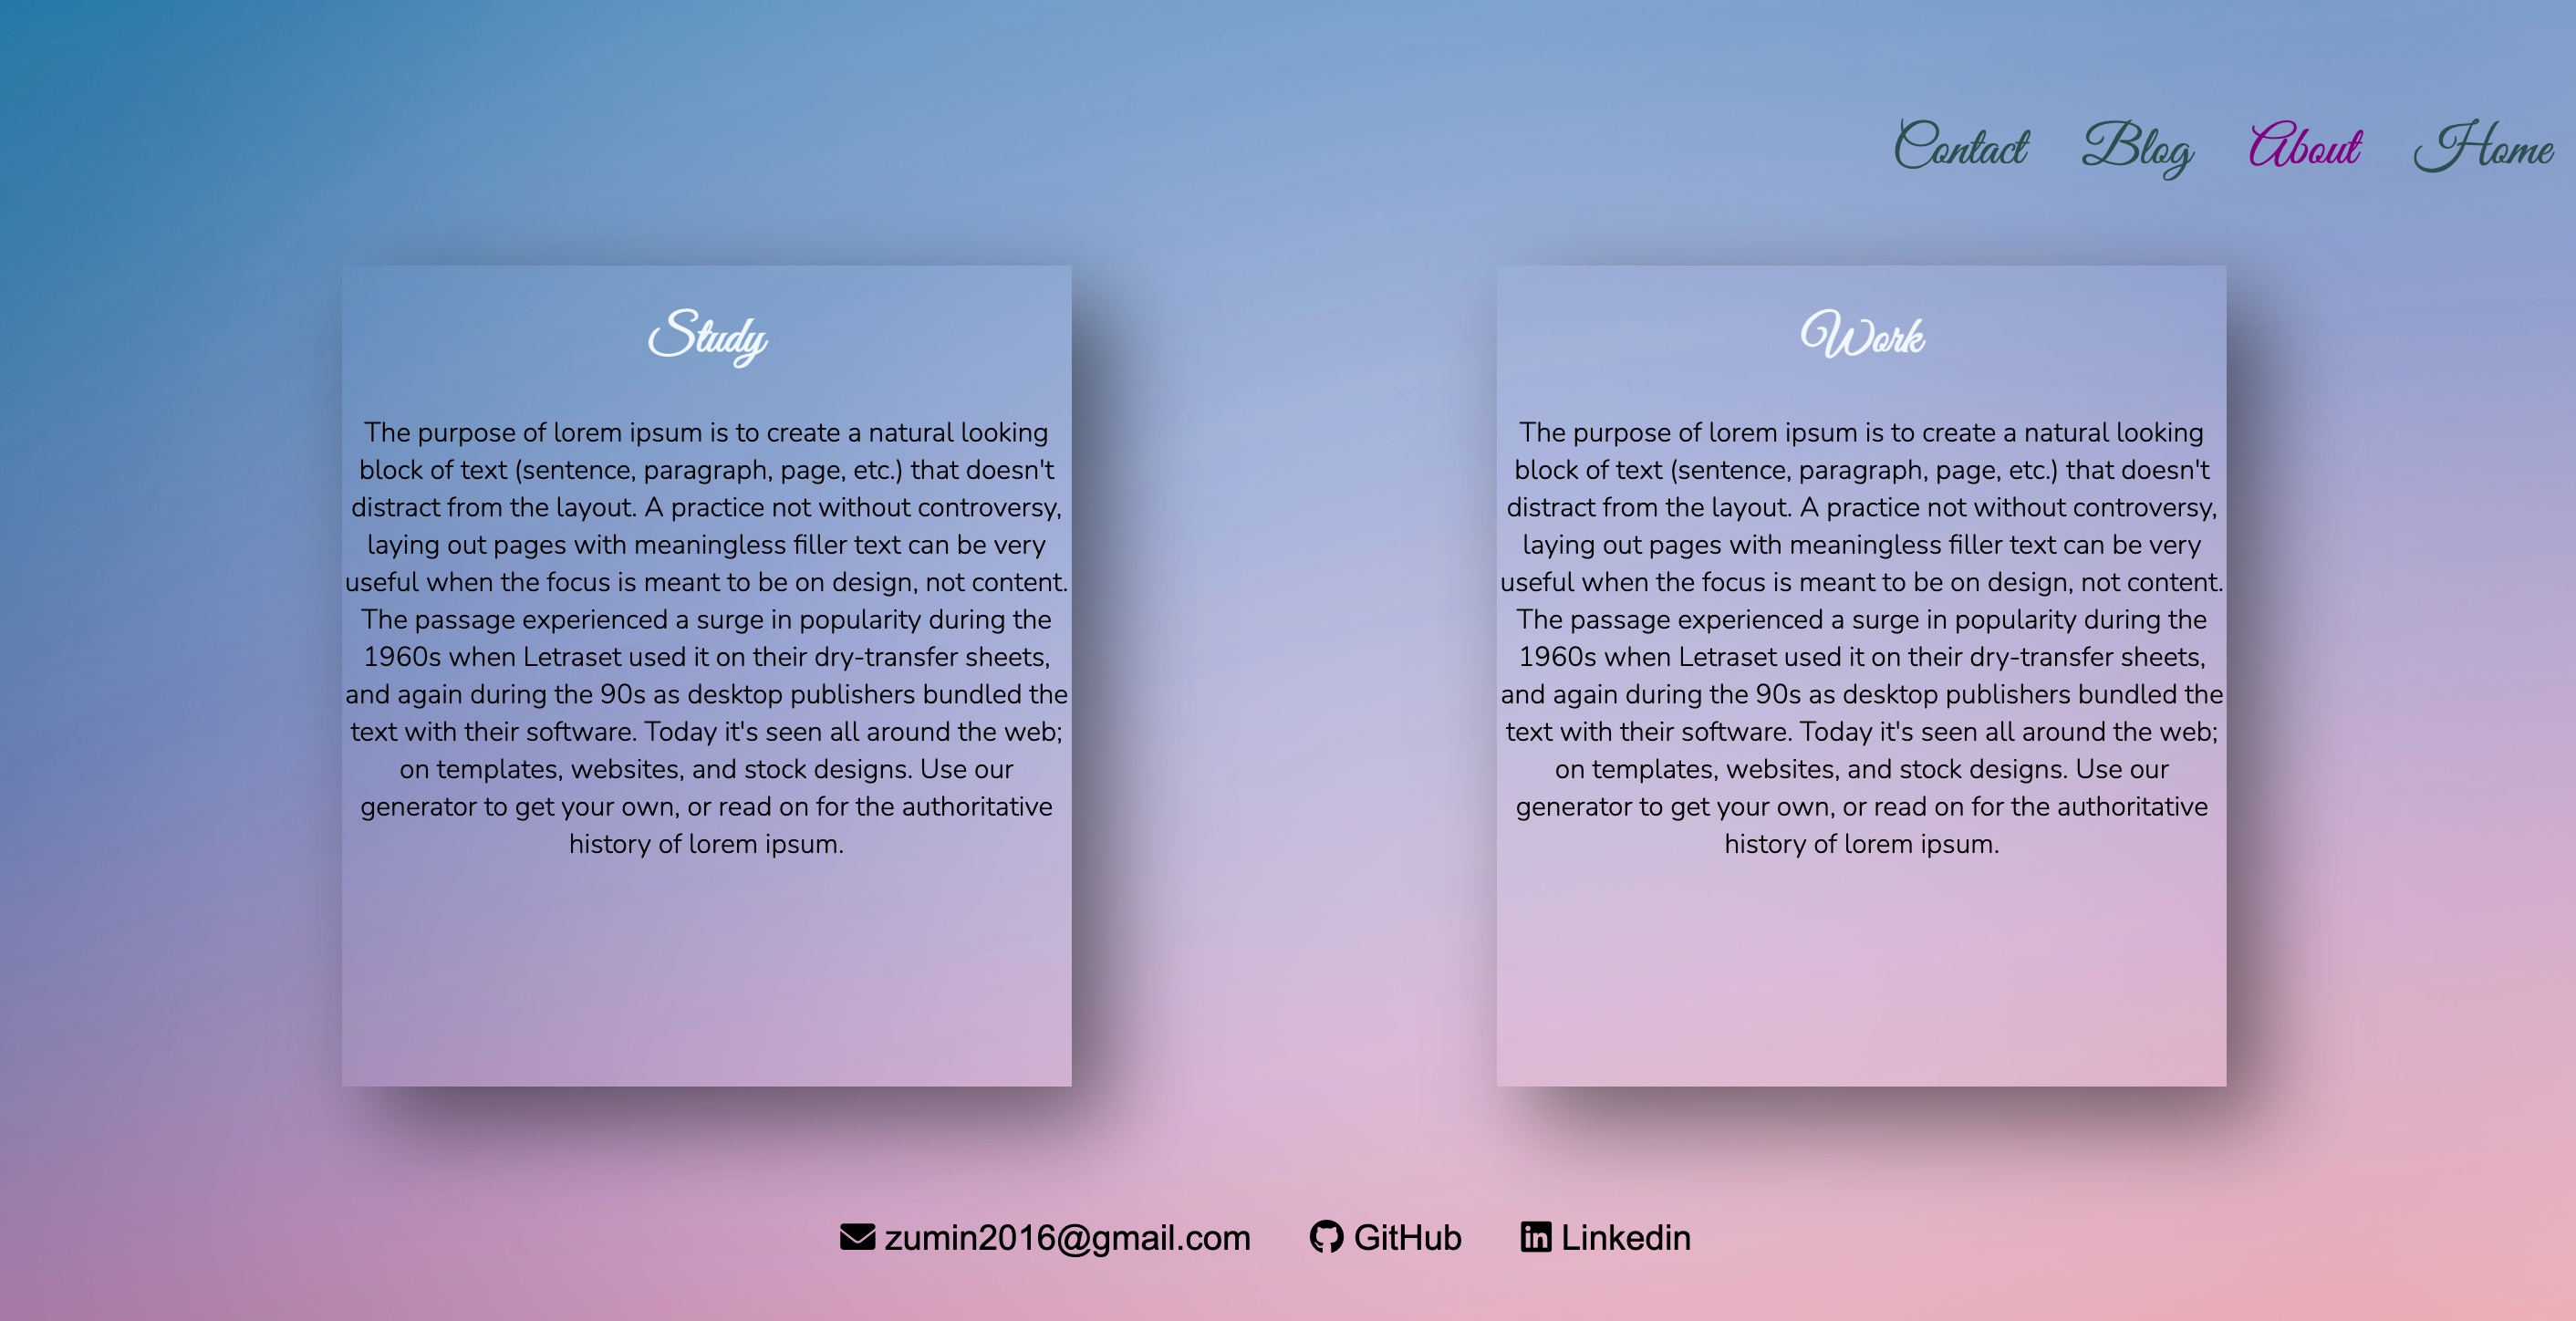 Contact Blog About Home
Study
The purpose of lorem ipsum is to create a natural looking
block of text (sentence, paragraph, page, etc.) that doesn't
distract from the layout. A practice not without controversy,
laying out pages with meaningless filler text can be very
useful when the focus is meant to be on design, not content.
The passage experienced a surge in popularity during the
1960s when Letraset used it on their dry-transfer sheets,
and again during the 90s as desktop publishers bundled the
text with their software. Today it's seen all around the web;
on templates, websites, and stock designs. Use our
generator to get your own, or read on for the authoritative
history of lorem ipsum.
Work
The purpose of lorem ipsum is to create a natural looking
block of text (sentence, paragraph, page, etc.) that doesn't
distract from the layout. A practice not without controversy,
laying out pages with meaningless filler text can be very
useful when the focus is meant to be on design, not content.
The passage experienced a surge in popularity during the
1960s when Letraset used it on their dry-transfer sheets,
and again during the 90s as desktop publishers bundled the
text with their software. Today it's seen all around the web;
on templates, websites, and stock designs. Use our
generator to get your own, or read on for the authoritative
history of lorem ipsum.
zumin2016@gmail.com GitHub Linkedin